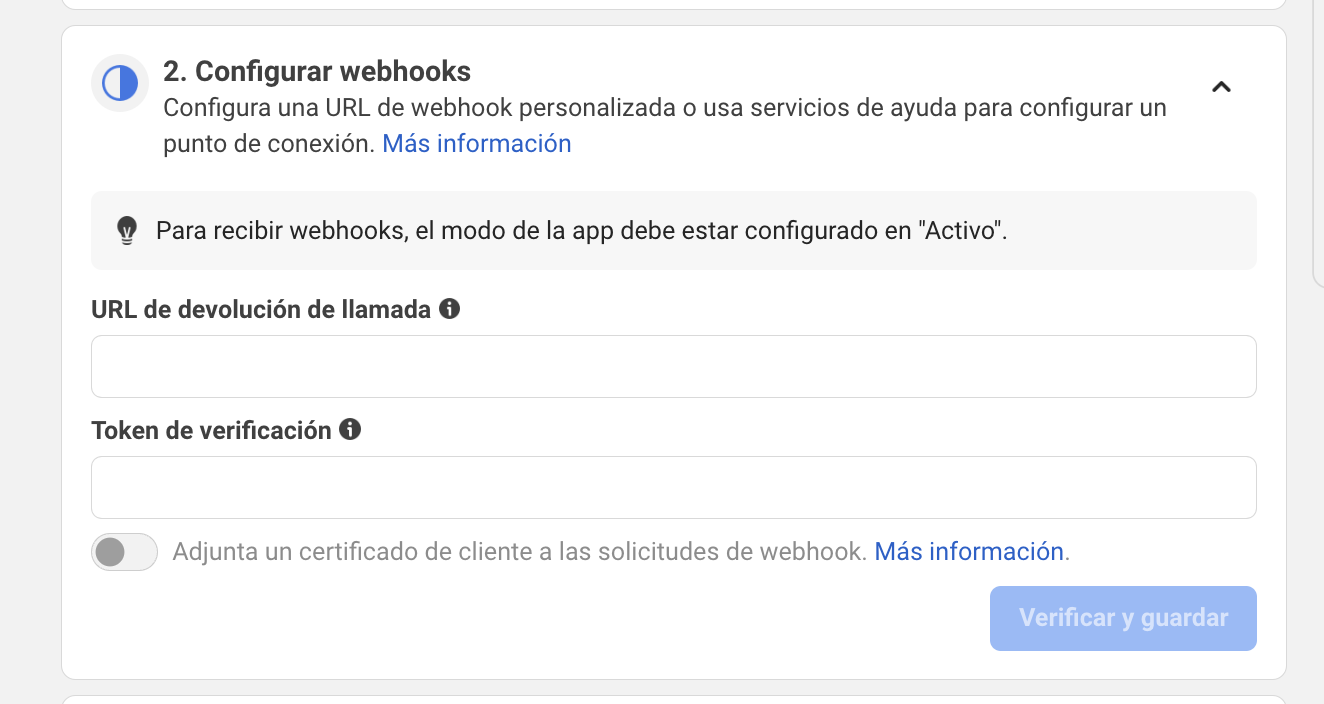 2. Configurar webhooks
Configura una URL de webhook personalizada o usa servicios de ayuda para configurar un
punto de conexión. Más información
Para recibir webhooks, el modo de la app debe estar configurado en "Activo".
URL de devolución de llamada
Token de verificación
Adjunta un certificado de cliente a las solicitudes de webhook. Más información.
Verificar y guardar